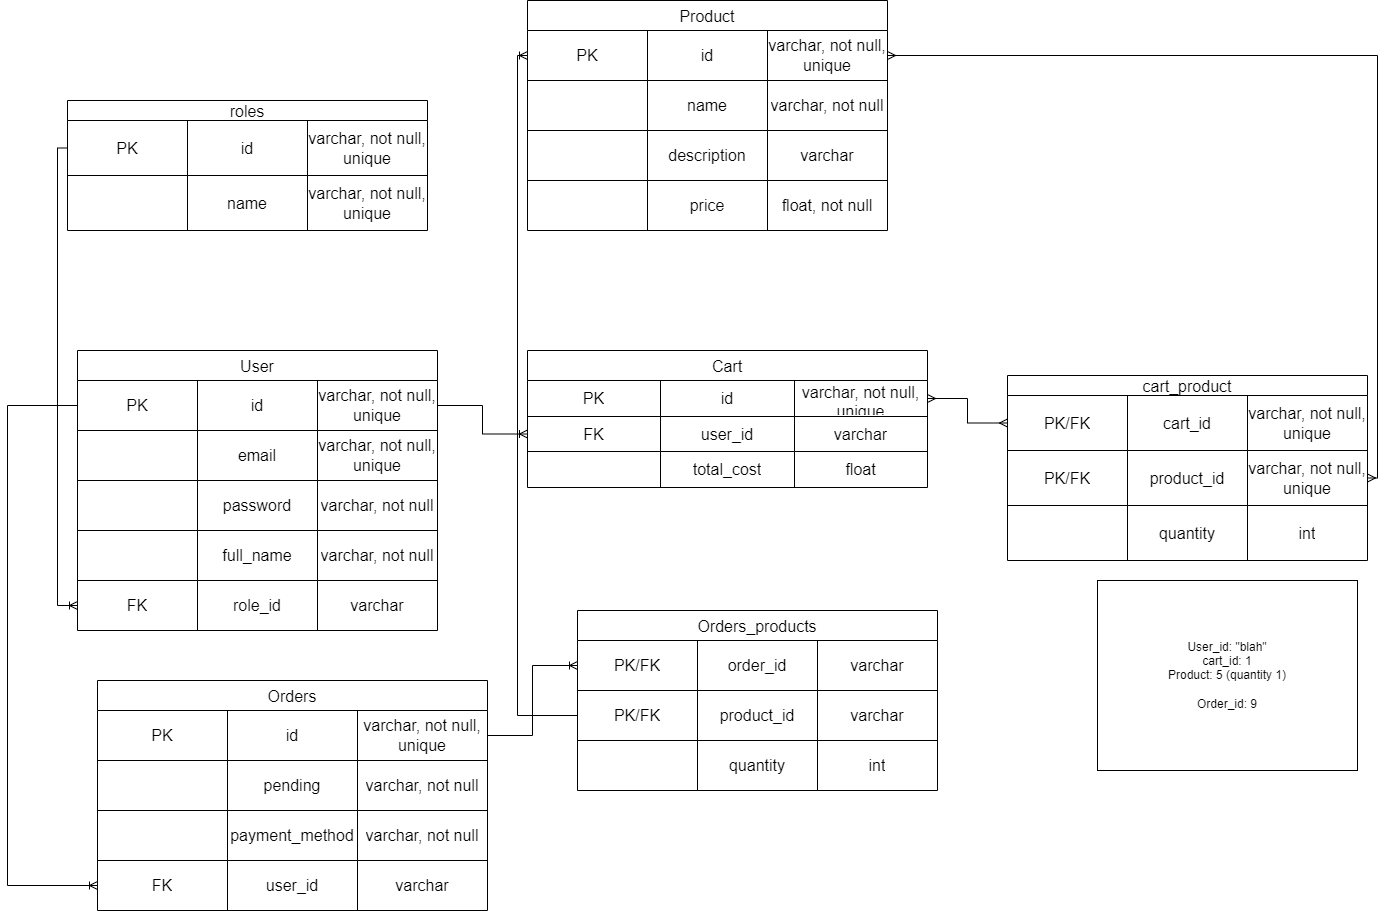 Product
PK id varchar, not null,
unique
name varchar, not null
description varchar
price float, not null
roles
PK id varchar, not null,
unique
name varchar, not null,
unique
User
PK id varchar, not null,
unique
email varchar, not null,
unique
password varchar, not null
full_name varchar, not null
FK role_id varchar
Cart
PK id varchar, not null,
unique
FK user_id varchar
total_cost float
cart_product
PK/FK cart_id varchar, not null,
unique
PK/FK product_id varchar, not null,
unique
quantity int
Orders_products
PK/FK order_id varchar
PK/FK product_id varchar
quantity int
Orders
PK id varchar, not null,
unique
pending varchar, not null
payment_method varchar, not null
FK user_id varchar
User_id: "blah"
cart_id: 1
Product: 5 (quantity 1)
Order_id: 9